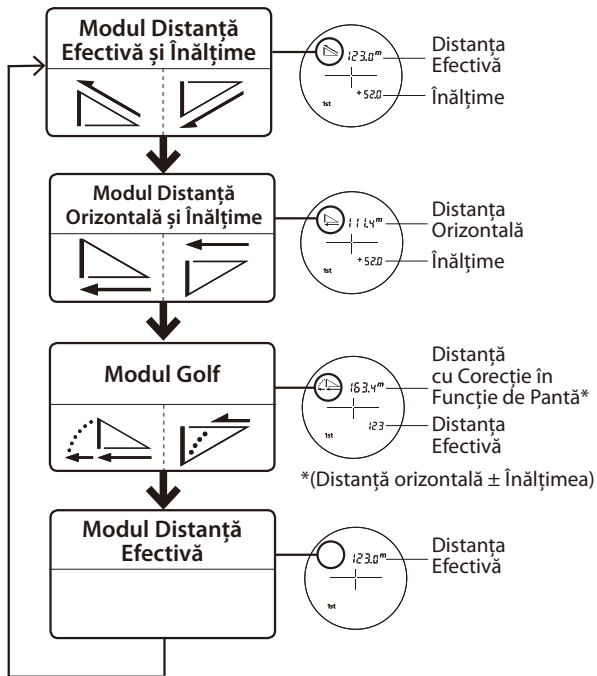 Modul Distanță
Efectivă și Înălțime
123.0m
+52.0
1st
Distanța
Efectivă
Înălțime
Modul Distanță
Orizontală și Înălțime
111.4m
+52.0
1st
Distanța
Orizontală
Înălțime
Modul Golf
163.4m
123
1st
Distanță
cu Corecție în
Funcție de Pantă*
Distanță
Efectivă
*(Distanță orizontală ± Înălțimea)
Modul Distanță
Efectivă
123.0m
1st
Distanța
Efectivă